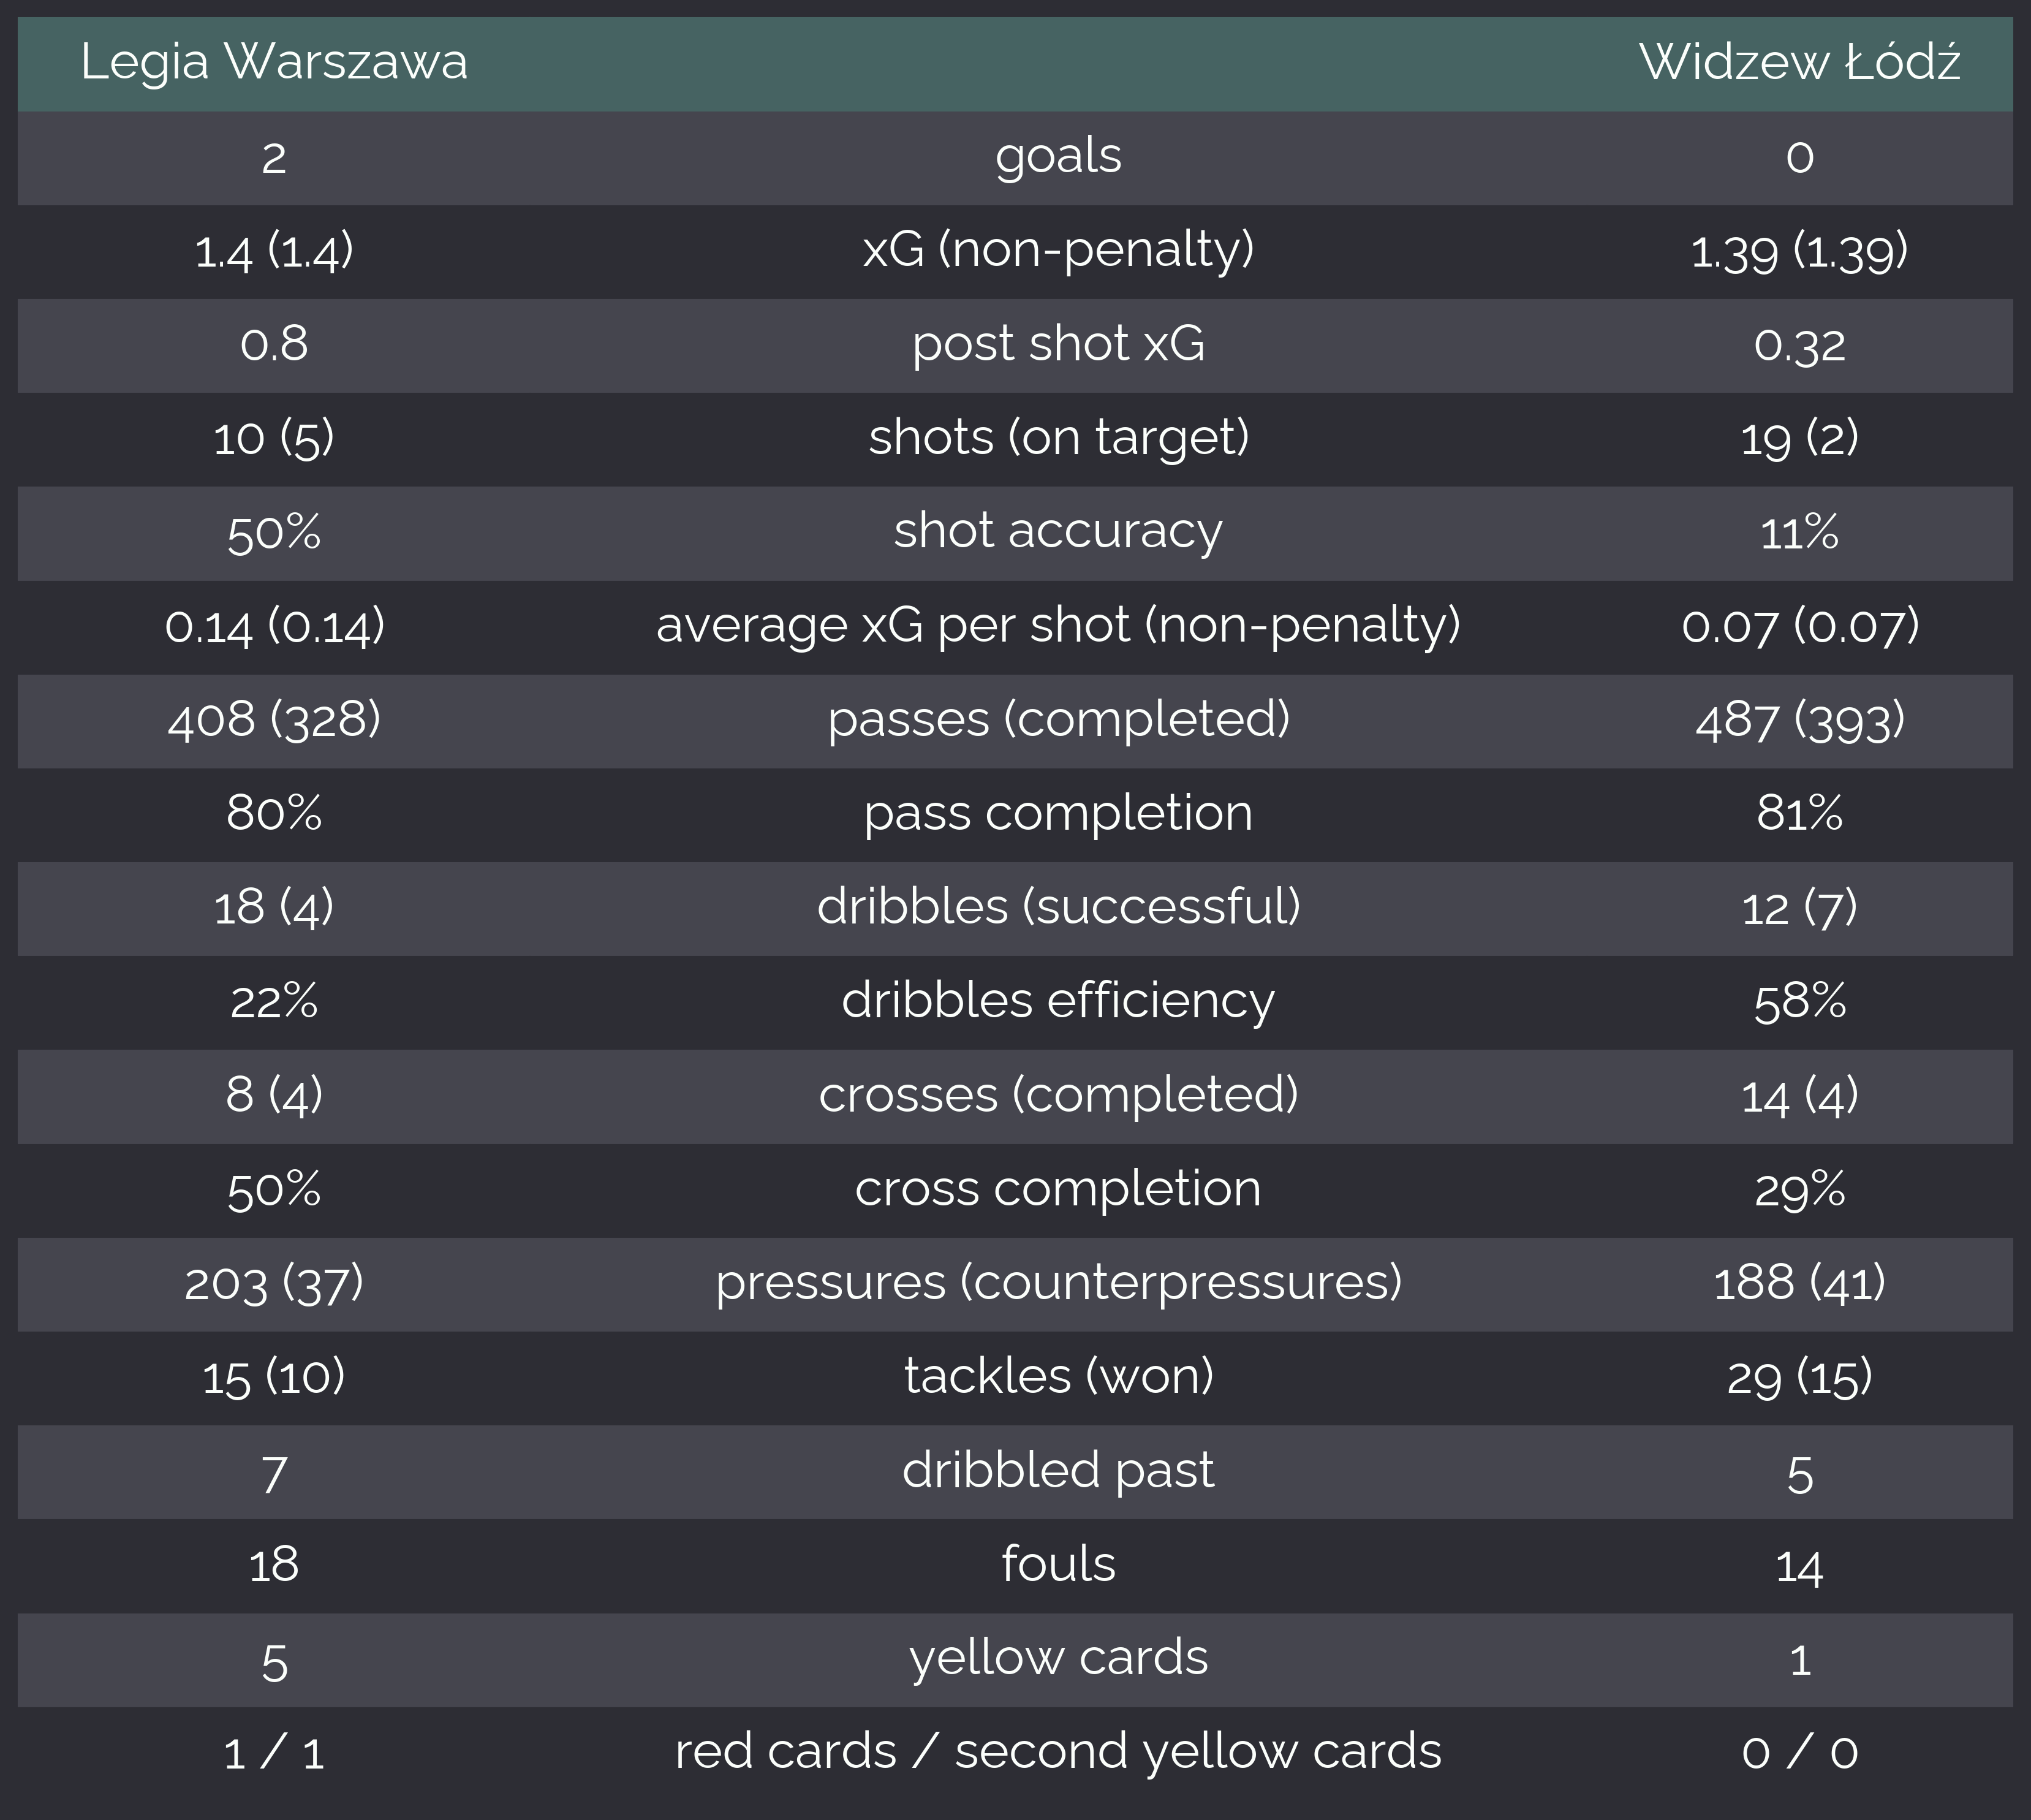 Legia Warszawa Widzew Łódź
2 goals 0
1.4 (1.4) xG (non-penalty) 1.39 (1.39)
0.8 post shot xG 0.32
10 (5) shots (on target) 19 (2)
50% shot accuracy 11%
0.14 (0.14) average xG per shot (non-penalty) 0.07 (0.07)
408 (328) passes (completed) 487 (393)
80% pass completion 81%
18 (4) dribbles (successful) 12 (7)
22% dribbles efficiency 58%
8 (4) crosses (completed) 14 (4)
50% cross completion 29%
203 (37) pressures (counterpressures) 188 (41)
15 (10) tackles (won) 29 (15)
7 dribbled past 5
18 fouls 14
5 yellow cards 1
1 / 1 red cards / second yellow cards 0 / 0